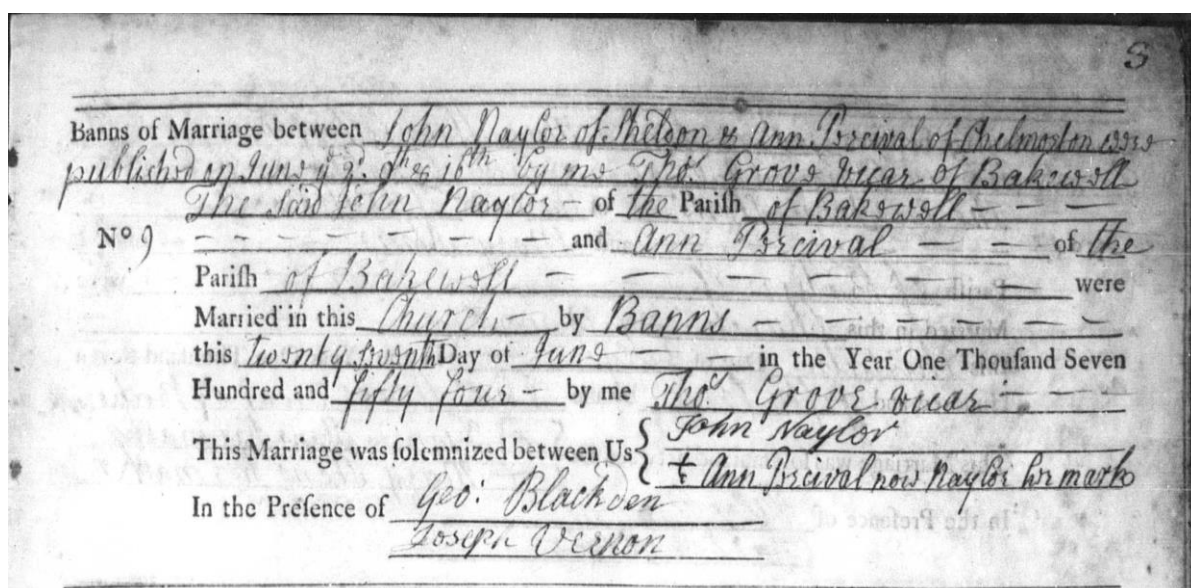 3
Banns of Marriage between John Naylor of Sheldon & Ann Percival of Chelmorton were
published on June ye 2d. 9th & 16th by me Thos Grove vicar of Bakewell
The said John Naylor - of the Parish of Bakewell - - -
No 9 - - - - - - - and Ann Percival - - of the
Parish of Bakewell - - - - - - were
Married in this Church - by Banns - - - - -
this Twenty seventh Day of June - in the Year One Thousand Seven
Hundred and fifty four - by me Thos Grove vicar - - -
This Marriage was solemnized between Us { John Naylor
+ Ann Percival now Naylor her mark
In the Presence of Geo: Blackden
Joseph Vernon